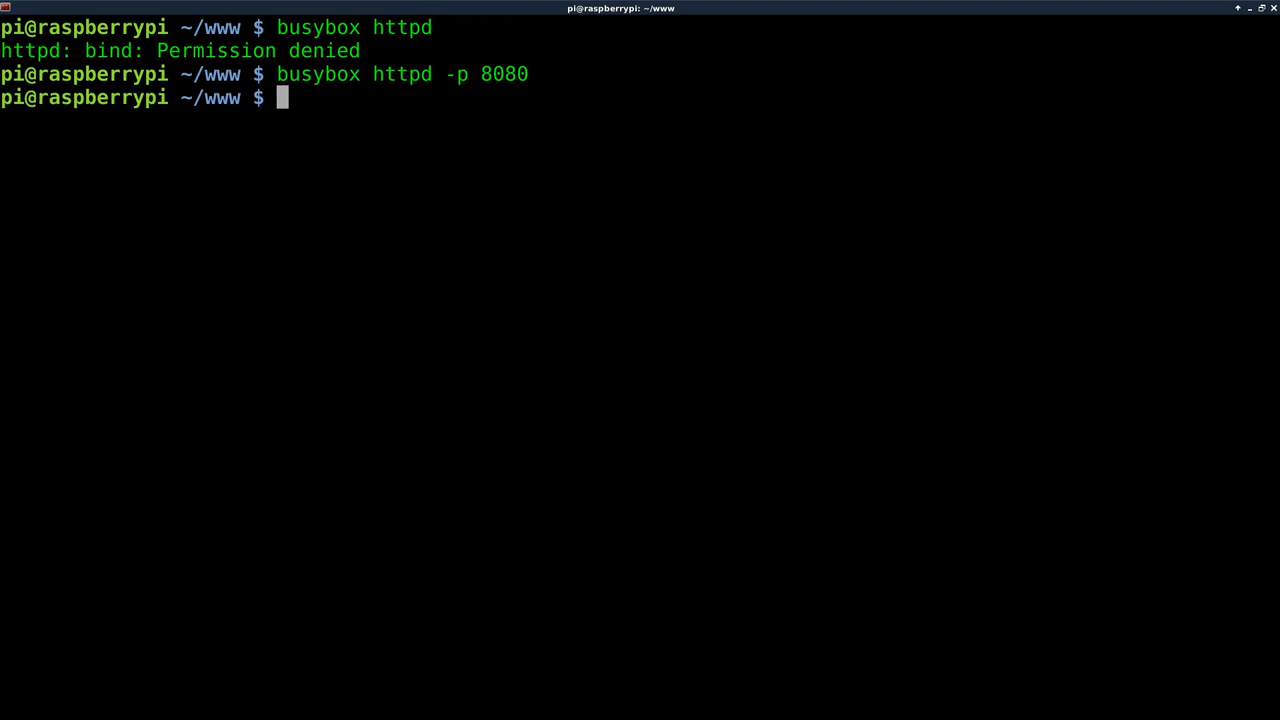 pi@raspberrypi: ~/www
pi@raspberrypi ~/www $ busybox httpd
httpd: bind: Permission denied
pi@raspberrypi ~/www $ busybox httpd -p 8080
pi@raspberrypi ~/www $